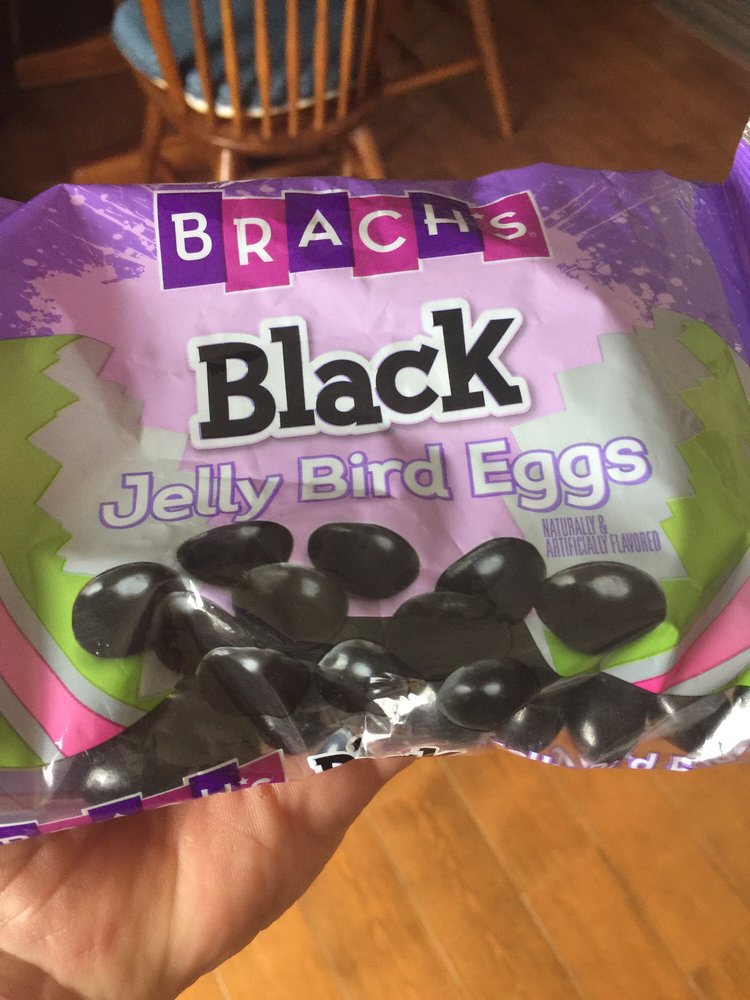 BRACH'S®
Black
Jelly Bird Eggs
NATURALLY &
ARTIFICIALLY FLAVORED